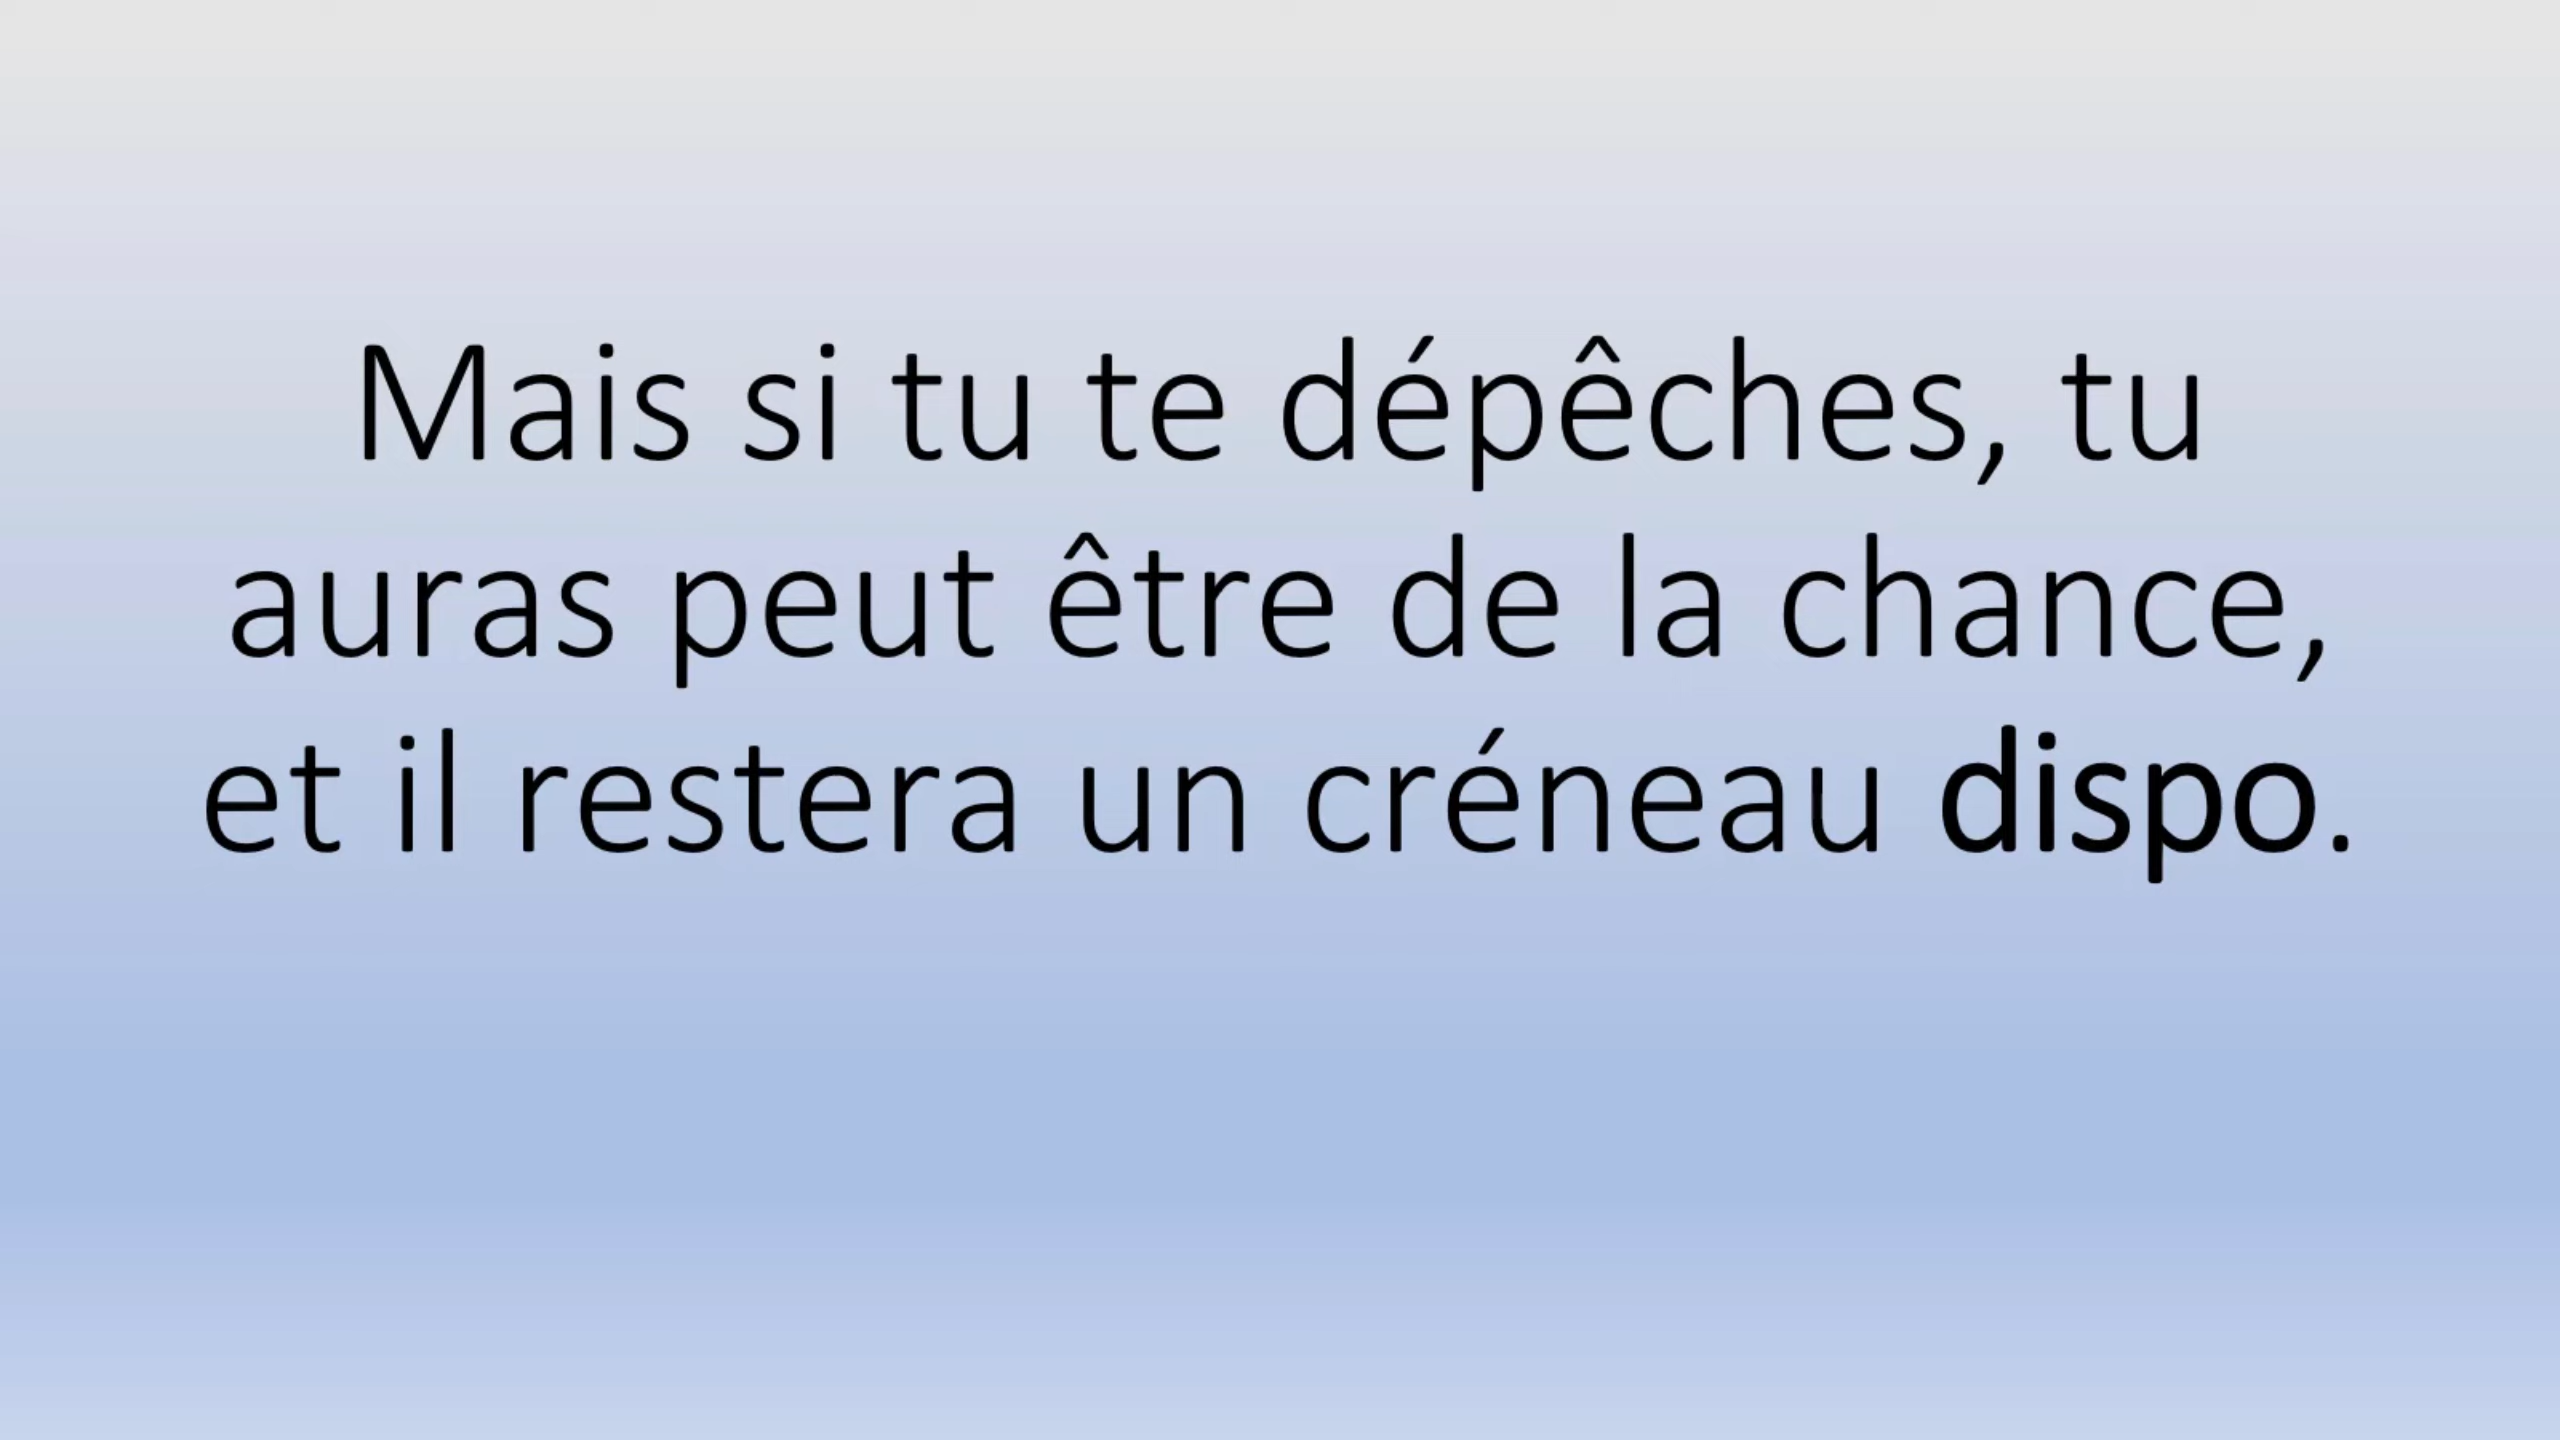 Mais si tu te dépêches, tu
auras peut être de la chance,
et il restera un créneau dispo.